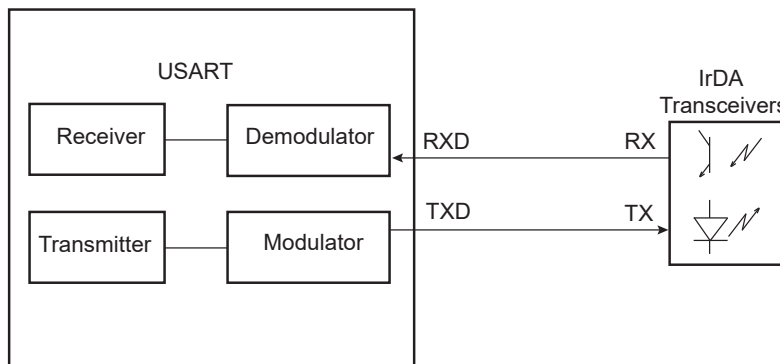 USART
IrDA
Transceivers
Receiver
Demodulator
RXD
RX
Transmitter
Modulator
TXD
TX